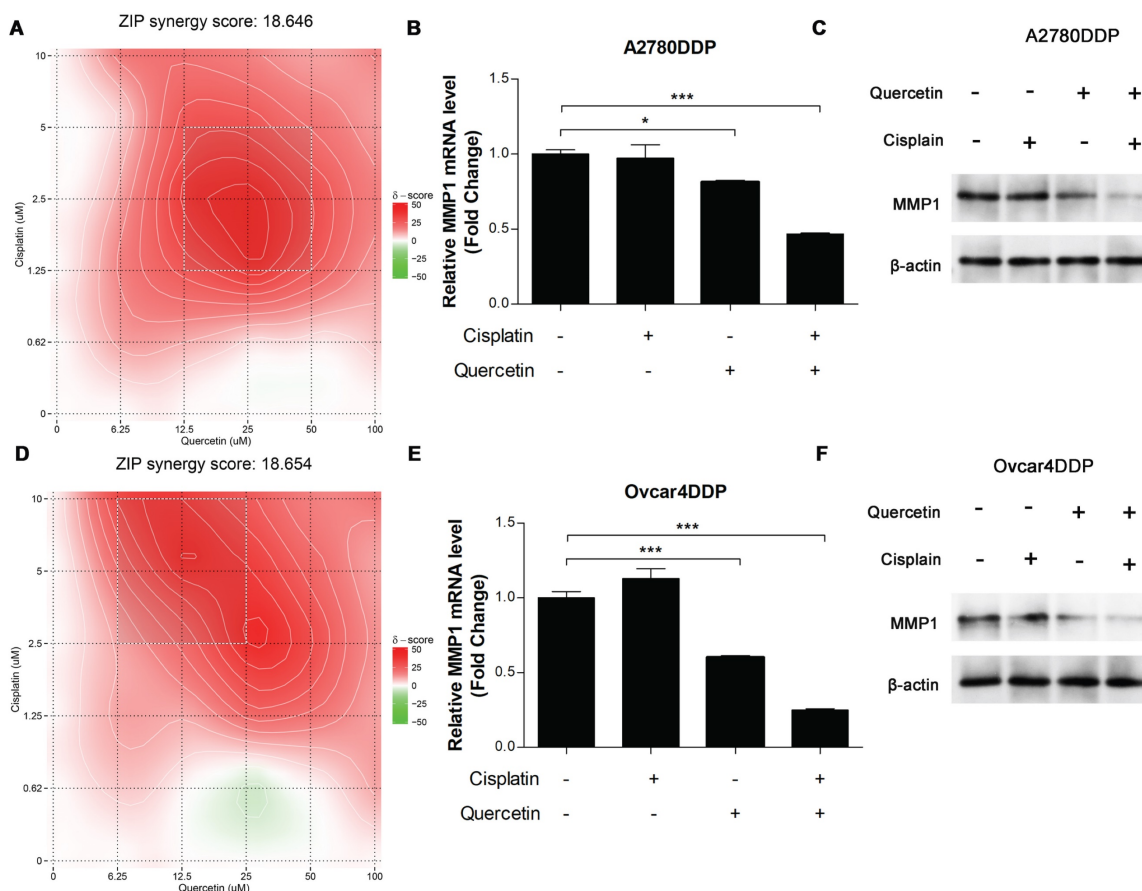 A
ZIP synergy score: 18.646
Cisplatin (uM)
10
5
2.5
1.25
0.62
0
0 6.25 12.5 25 50 100
Quercetin (uM)
δ－score
50
25
0
−25
−50
B
A2780DDP
Relative MMP1 mRNA level
(Fold Change)
1.5
1.0
0.5
0.0
***
*
Cisplatin - + - +
Quercetin - - + +
C
A2780DDP
Quercetin - - + +
Cisplain - + - +
MMP1
β-actin
D
ZIP synergy score: 18.654
Cisplatin (uM)
10
5
2.5
1.25
0.62
0
0 6.25 12.5 25 50 100
Quercetin (uM)
δ－score
50
25
0
−25
−50
E
Ovcar4DDP
Relative MMP1 mRNA level
(Fold Change)
1.5
1.0
0.5
0.0
***
***
Cisplatin - + - +
Quercetin - - + +
F
Ovcar4DDP
Quercetin - - + +
Cisplain - + - +
MMP1
β-actin